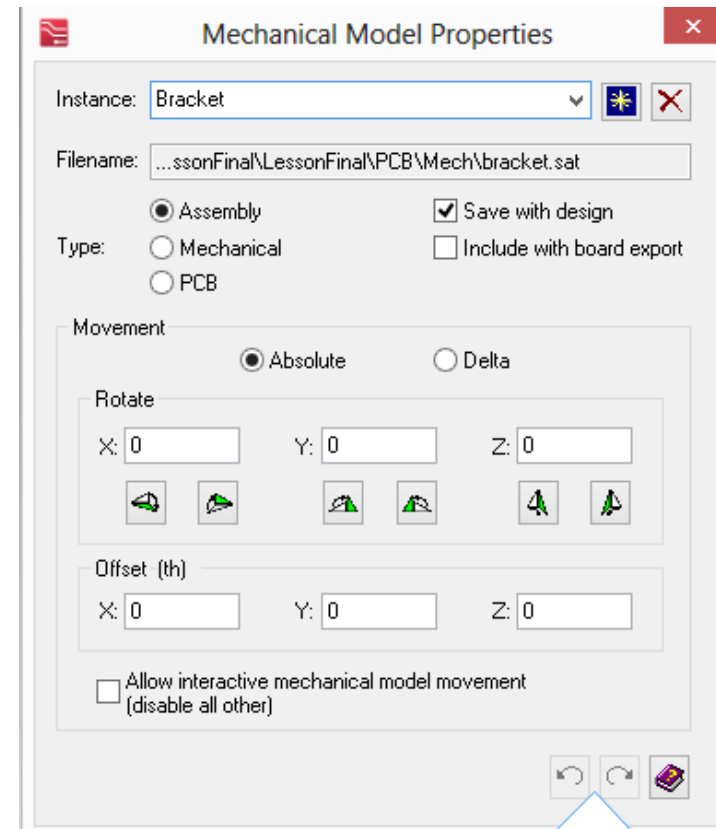 Mechanical Model Properties
Instance: Bracket
Filename: ...ssonFinal\LessonFinal\PCB\Mech\bracket.sat
Assembly Save with design
Type: Mechanical Include with board export
PCB
Movement
Absolute Delta
Rotate
X: 0 Y: 0 Z: 0
Offset (th)
X: 0 Y: 0 Z: 0
Allow interactive mechanical model movement
(disable all other)